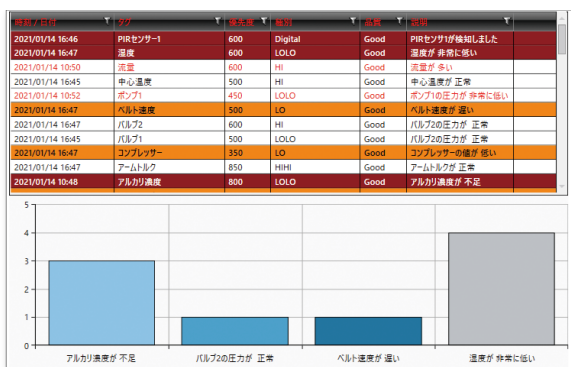 時間 / 日付 タグ 優先度 種別 品質 説明
2021/01/14 16:46 PIRセンサー1 600 Digital Good PIRセンサ1が検知しました
2021/01/14 16:47 湿度 600 LOLO Good 湿度が 非常に低い
2021/01/14 10:50 流量 600 HI Good 流量が 多い
2021/01/14 16:45 中心温度 500 HI Good 中心温度が 正常
2021/01/14 10:52 ポンプ1 450 LOLO Good ポンプ1の圧力が 非常に低い
2021/01/14 16:47 ベルト速度 500 LO Good ベルト速度が 遅い
2021/01/14 16:47 バルブ2 600 HI Good バルブ2の圧力が 正常
2021/01/14 16:45 バルブ1 500 LOLO Good バルブ2の圧力が 正常
2021/01/14 16:47 コンプレッサー 350 LO Good コンプレッサーの値が 低い
2021/01/14 16:47 アームトルク 850 HIHI Good アームトルクが 正常
2021/01/14 10:48 アルカリ濃度 800 LOLO Good アルカリ濃度が 不足
5
4
3
2
1
0
アルカリ濃度が 不足 バルブ2の圧力が 正常 ベルト速度が 遅い 湿度が 非常に低い